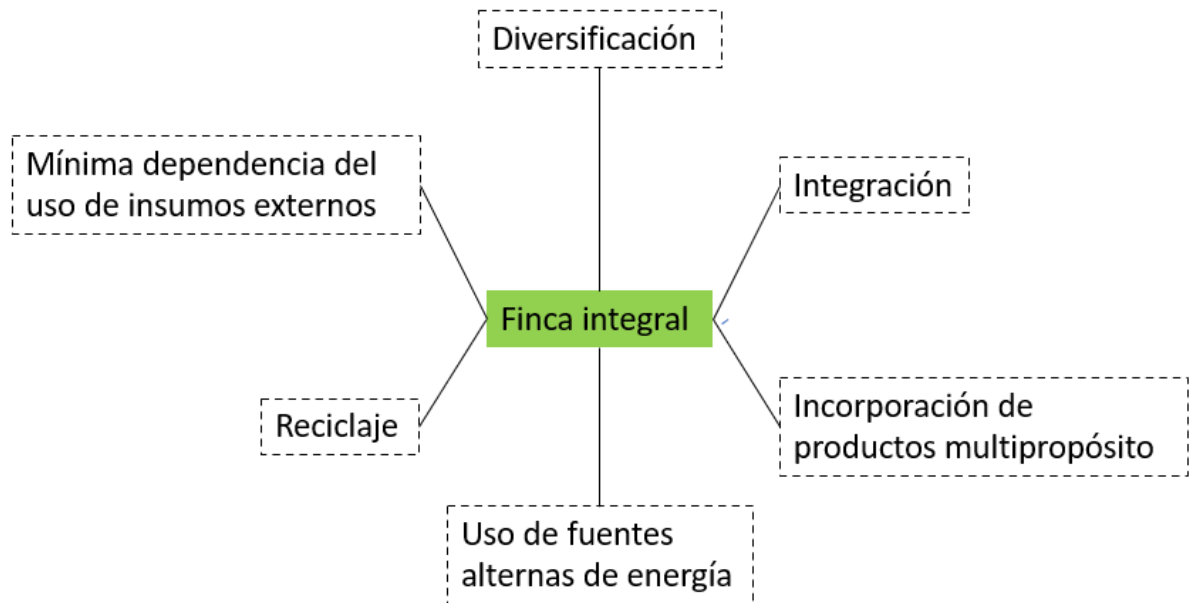 Diversificación
Mínima dependencia del
uso de insumos externos
Integración
Finca integral
Reciclaje
Incorporación de
productos multipropósito
Uso de fuentes
alternas de energía